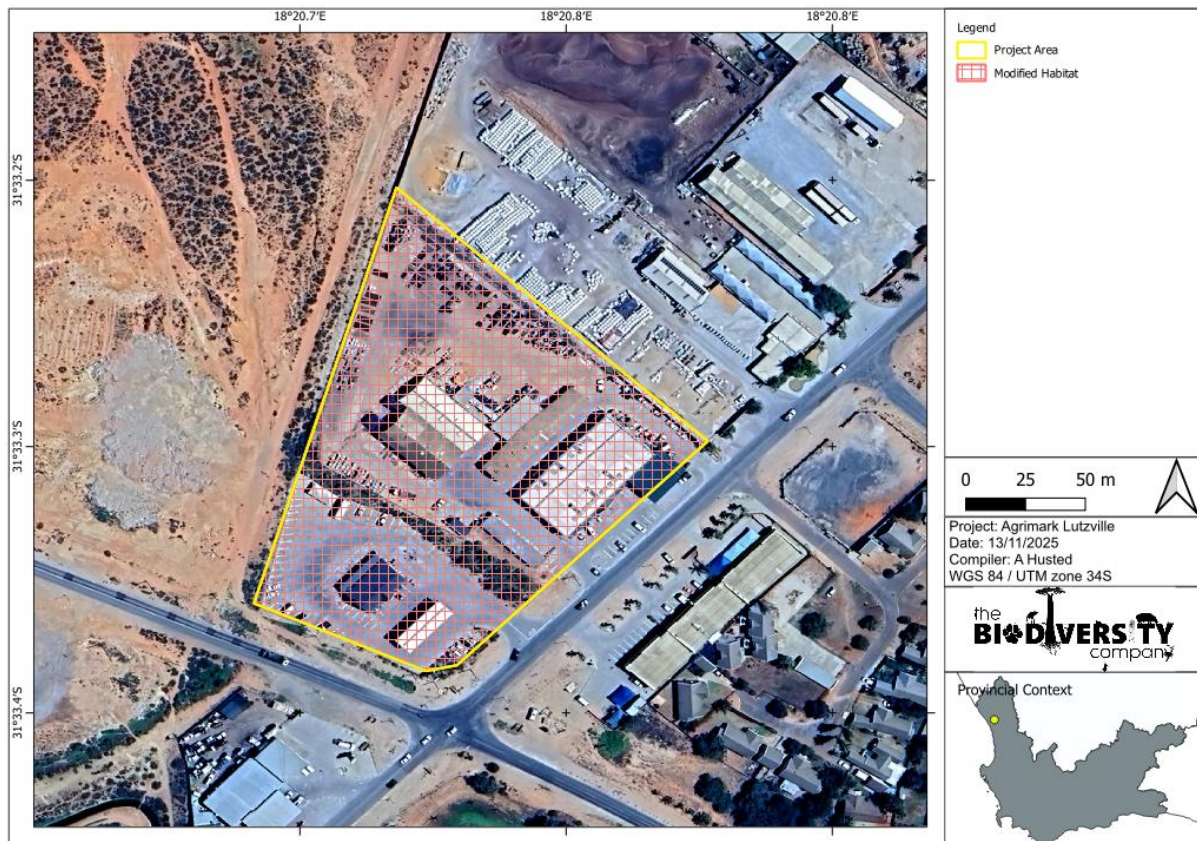 18°20.7'E
18°20.8'E
18°20.8'E
31°33.2'S
31°33.3'S
31°33.4'S
Legend
Project Area
Modified Habitat
0 25 50 m
Project: Agrimark Lutzville
Date: 13/11/2025
Compiler: A Husted
WGS 84 / UTM zone 34S
the
BIODIVERSITY
company
Provincial Context